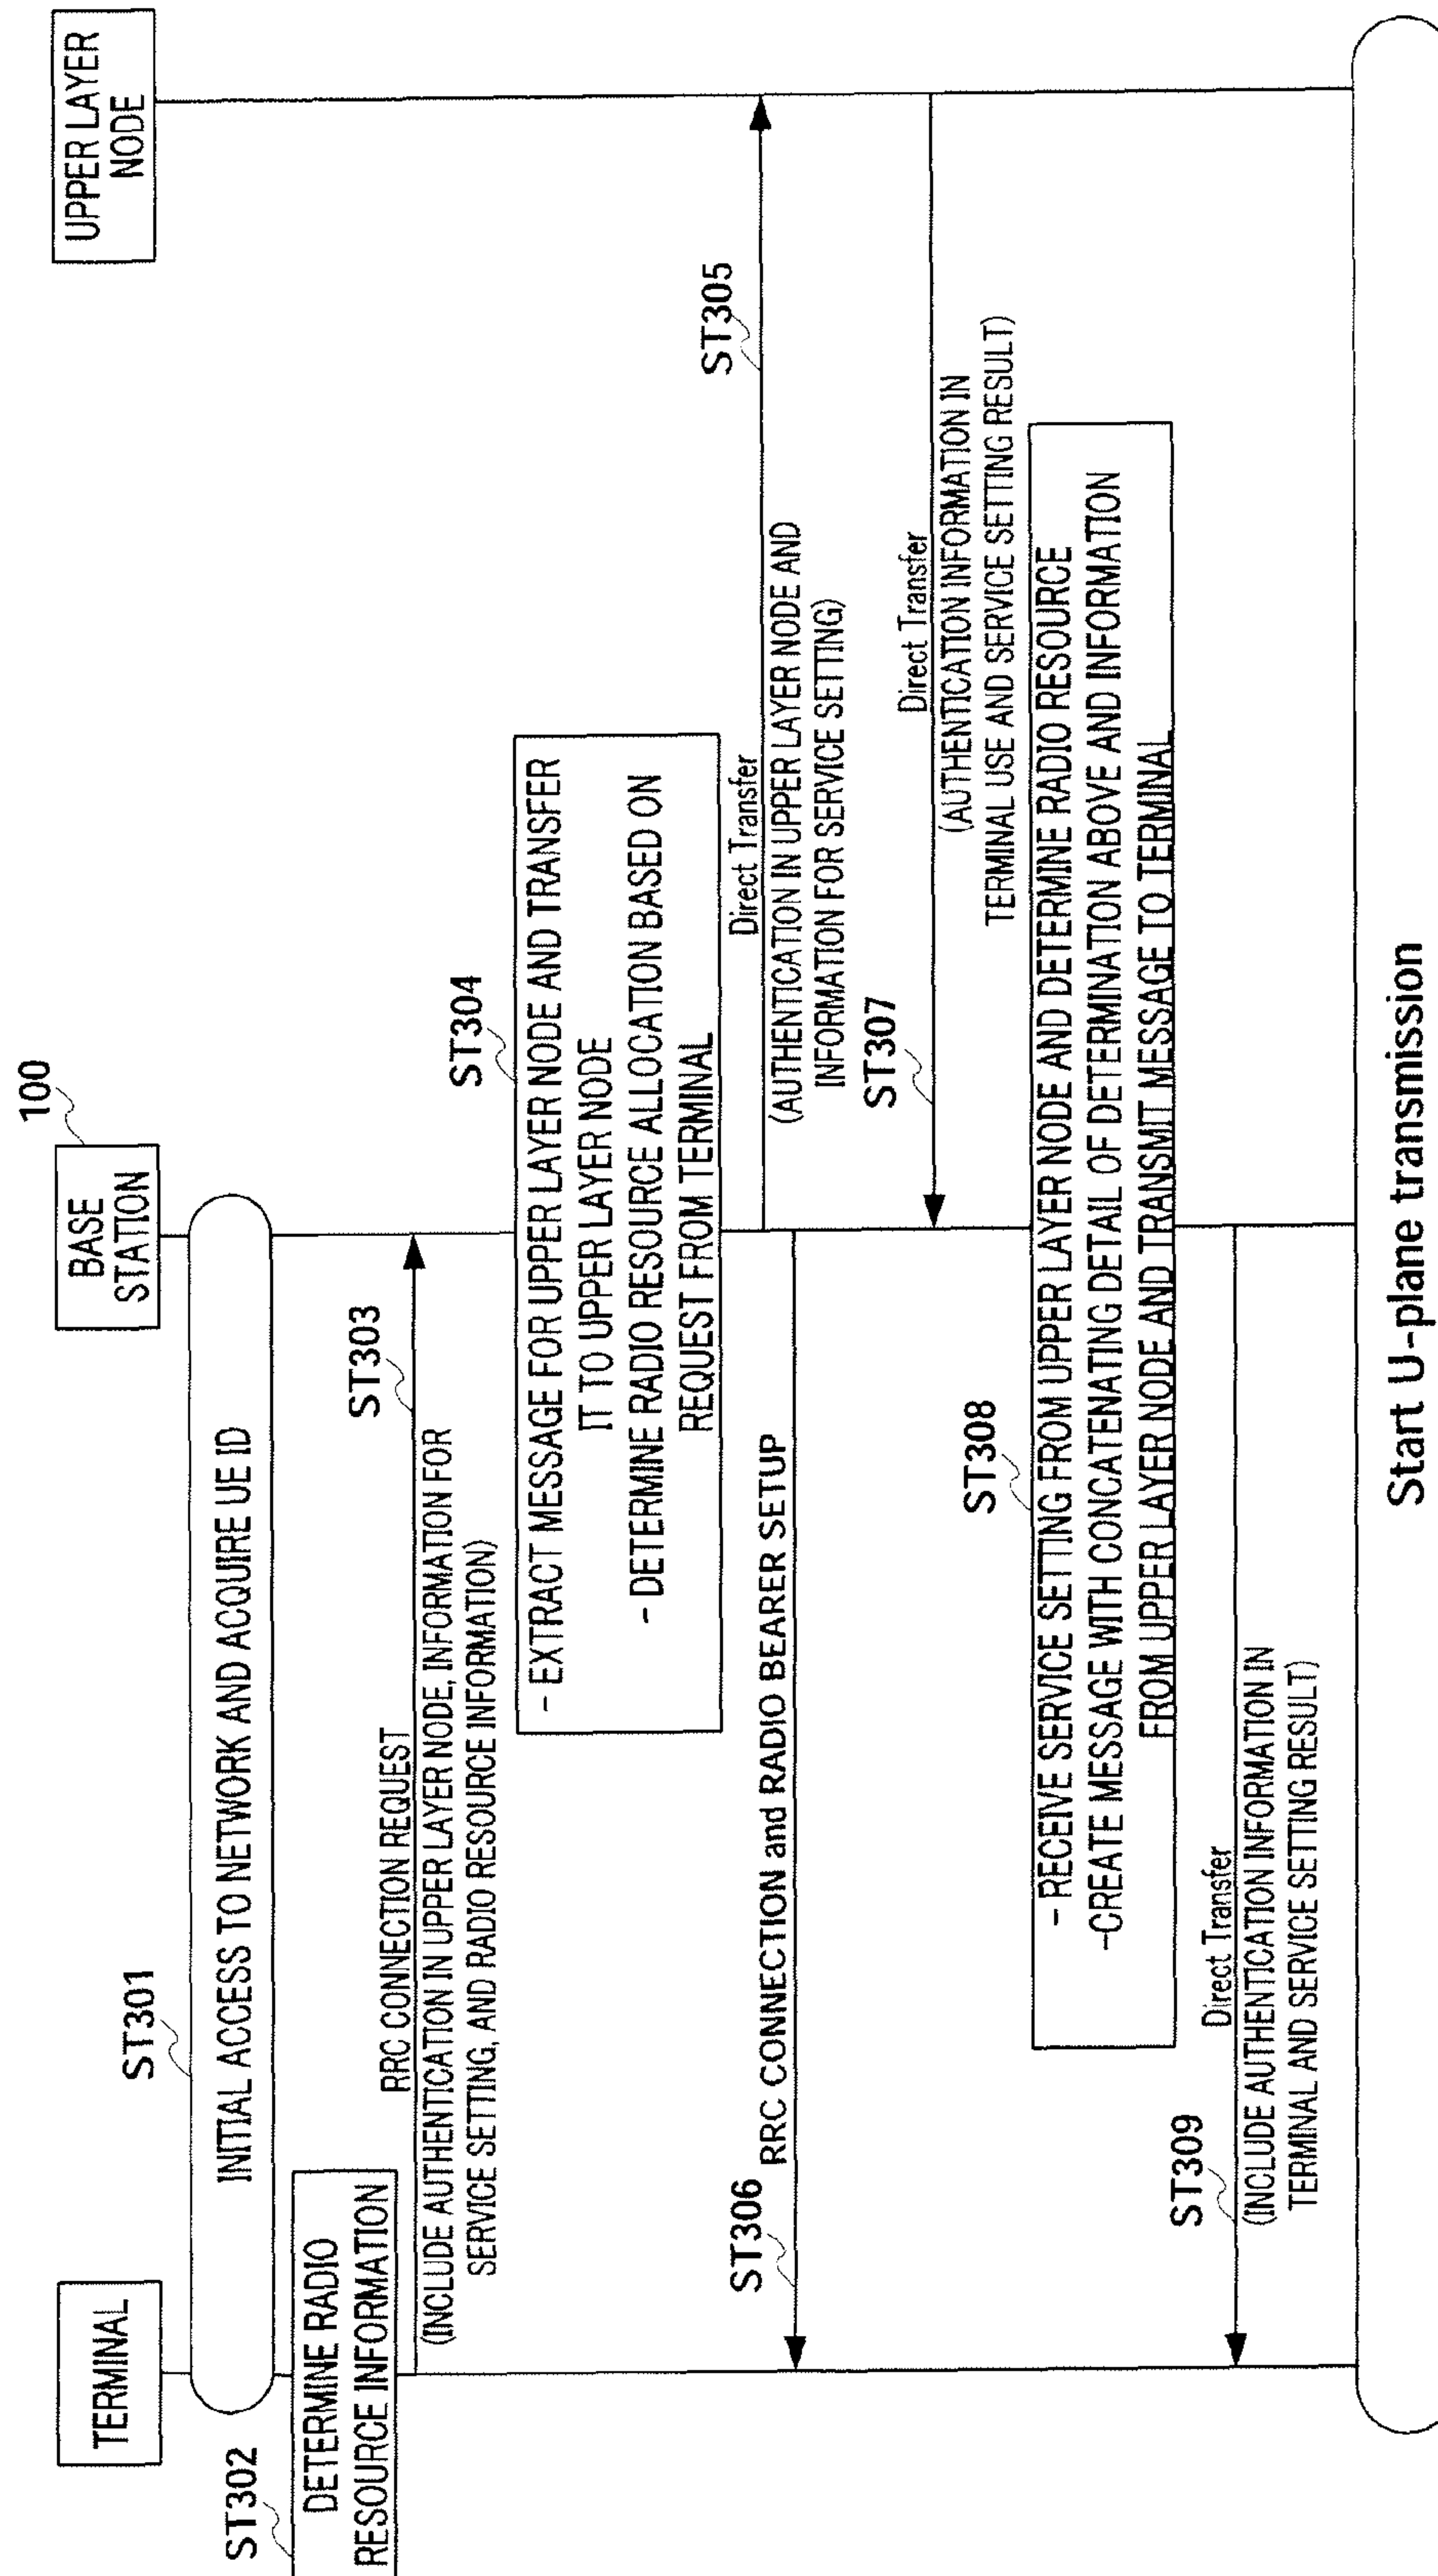 TERMINAL
100
BASE
STATION
UPPER LAYER
NODE
ST301
INITIAL ACCESS TO NETWORK AND ACQUIRE UE ID
ST302
DETERMINE RADIO
RESOURCE INFORMATION
ST303
RRC CONNECTION REQUEST
(INCLUDE AUTHENTICATION IN UPPER LAYER NODE, INFORMATION FOR
SERVICE SETTING, AND RADIO RESOURCE INFORMATION)
ST304
- EXTRACT MESSAGE FOR UPPER LAYER NODE AND TRANSFER
IT TO UPPER LAYER NODE
- DETERMINE RADIO RESOURCE ALLOCATION BASED ON
REQUEST FROM TERMINAL
ST305
Direct Transfer
(AUTHENTICATION IN UPPER LAYER NODE AND
INFORMATION FOR SERVICE SETTING)
ST306
RRC CONNECTION and RADIO BEARER SETUP
ST307
Direct Transfer
(AUTHENTICATION INFORMATION IN
TERMINAL USE AND SERVICE SETTING RESULT)
ST308
- RECEIVE SERVICE SETTING FROM UPPER LAYER NODE AND DETERMINE RADIO RESOURCE
-CREATE MESSAGE WITH CONCATENATING DETAIL OF DETERMINATION ABOVE AND INFORMATION
FROM UPPER LAYER NODE AND TRANSMIT MESSAGE TO TERMINAL
ST309
Direct Transfer
(INCLUDE AUTHENTICATION INFORMATION IN
TERMINAL AND SERVICE SETTING RESULT)
Start U-plane transmission